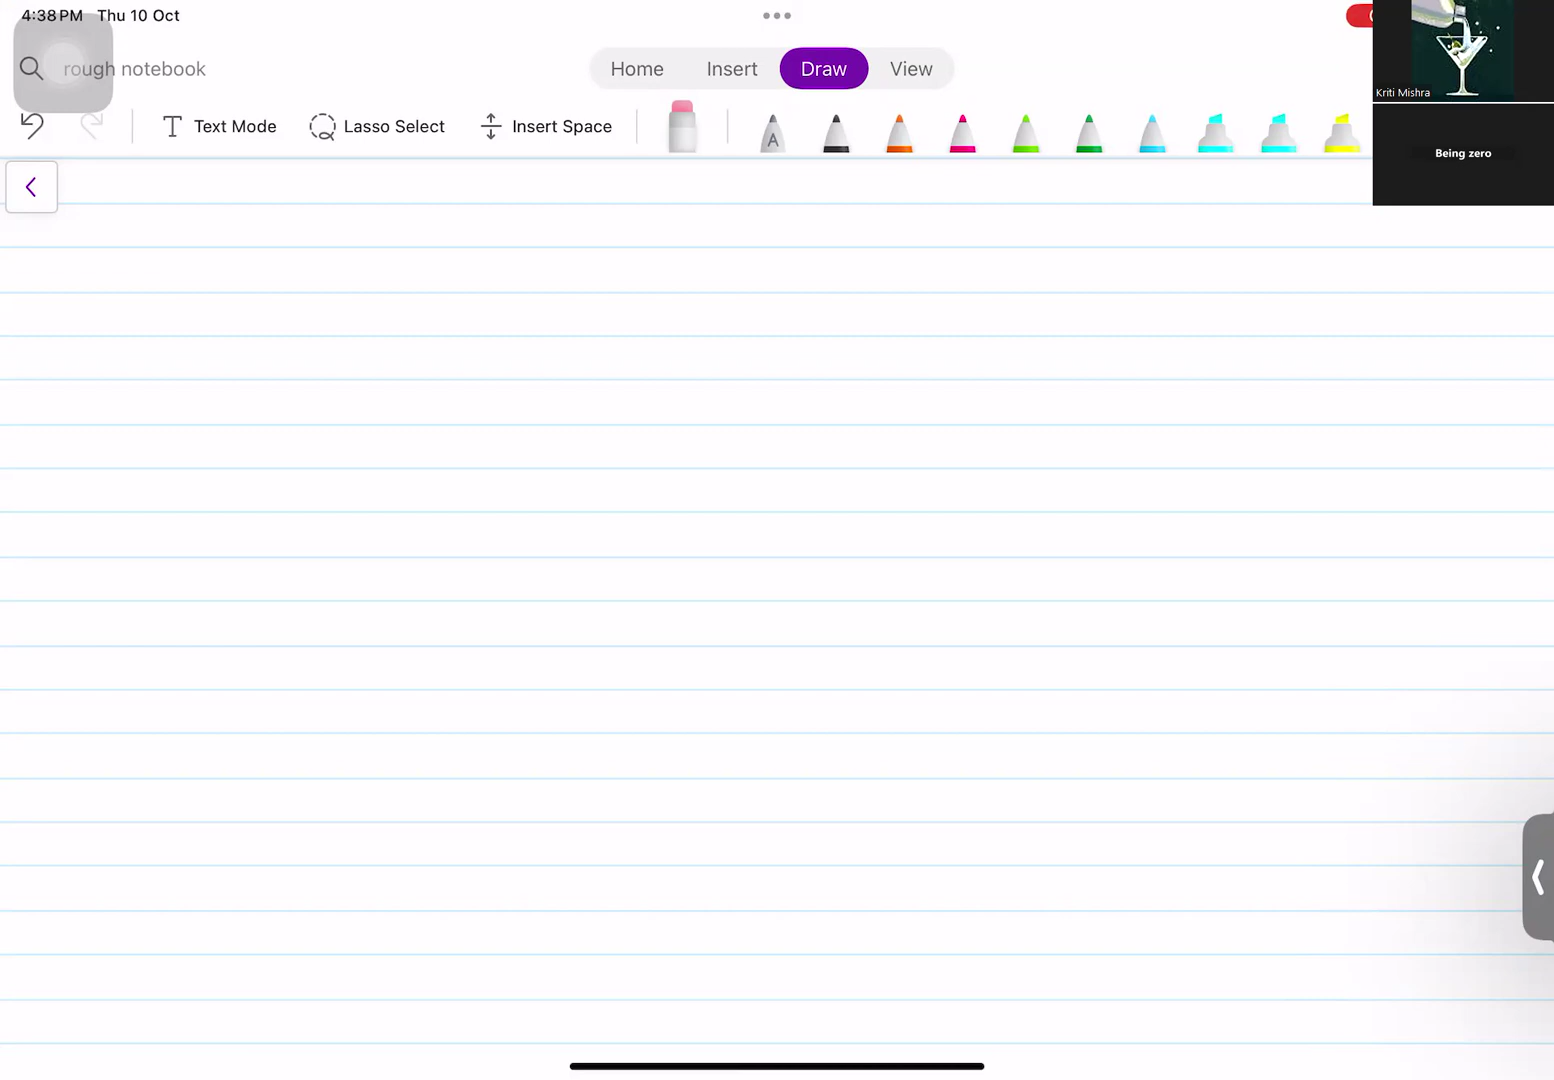 4:38 PM Thu 10 Oct
rough notebook
Home Insert Draw View
Text Mode Lasso Select Insert Space
A
Kriti Mishra
Being zero